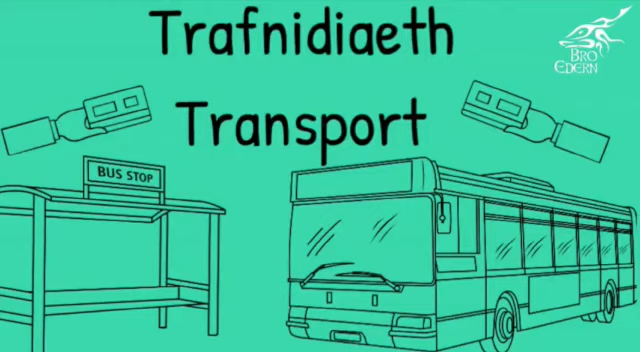 Trafnidiaeth
BRO
EDERN
Transport
BUS STOP